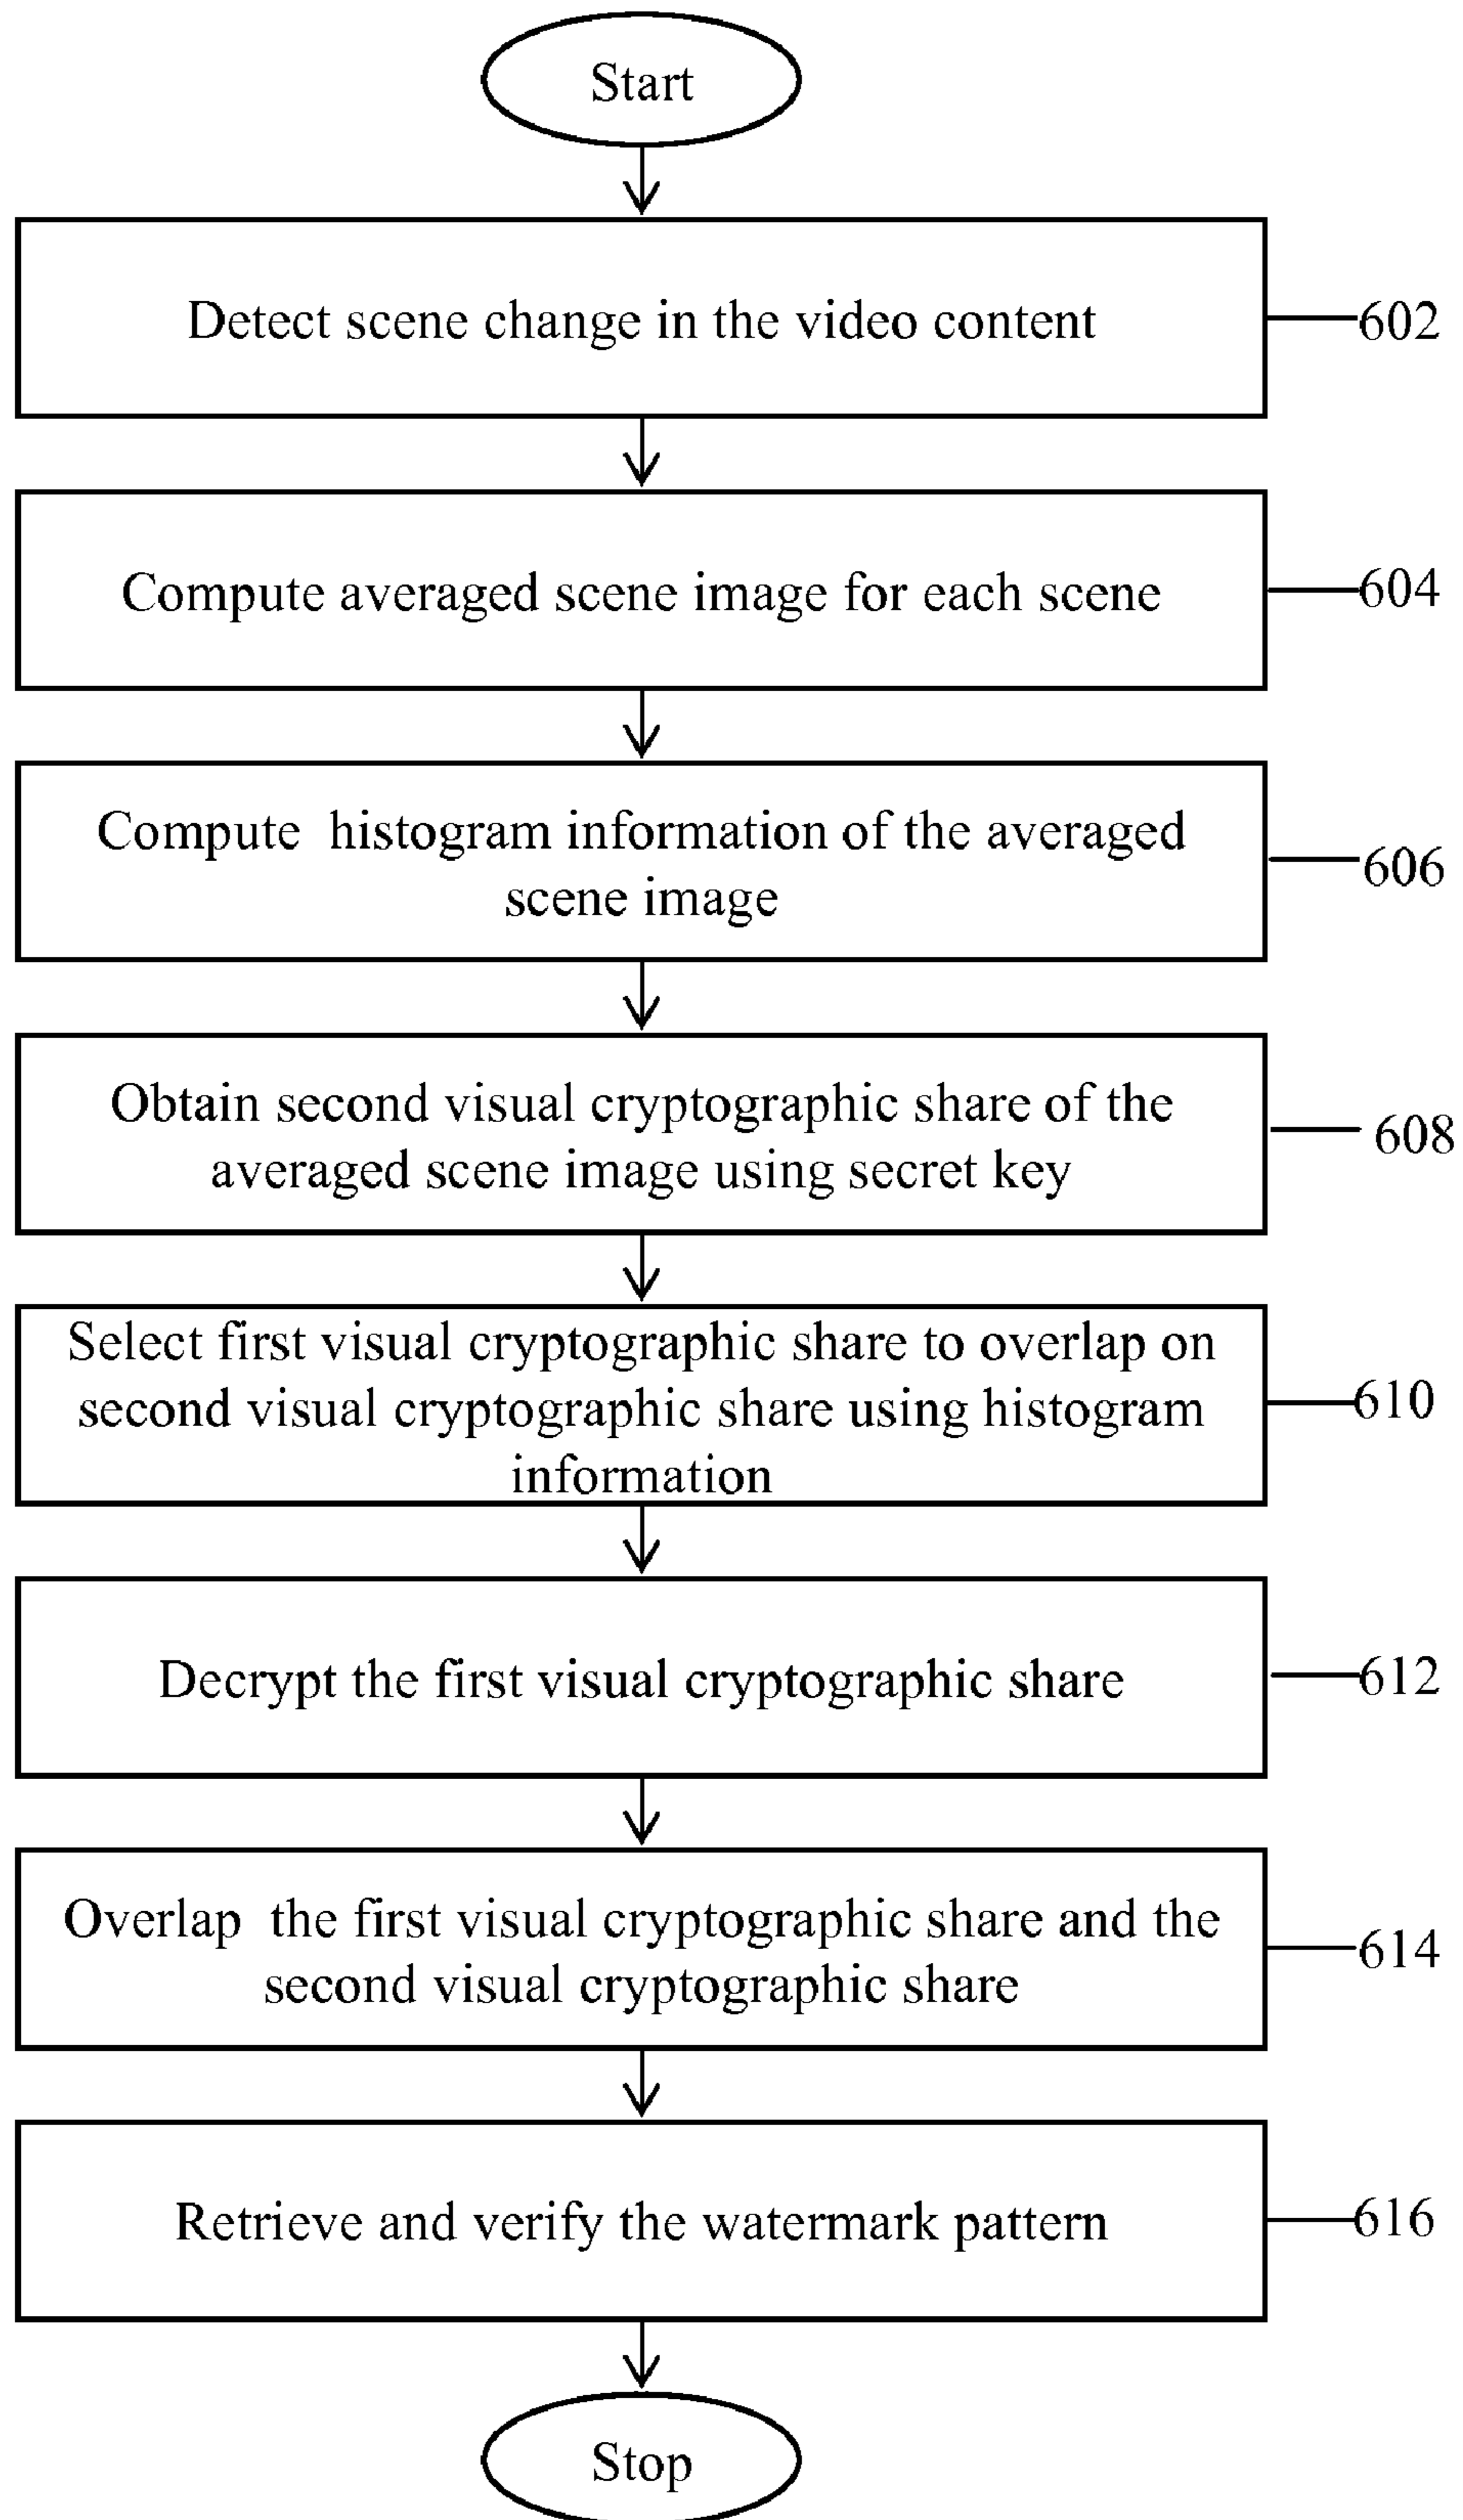 Start
Detect scene change in the video content
602
Compute averaged scene image for each scene
604
Compute histogram information of the averaged
scene image
606
Obtain second visual cryptographic share of the
averaged scene image using secret key
608
Select first visual cryptographic share to overlap on
second visual cryptographic share using histogram
information
610
Decrypt the first visual cryptographic share
612
Overlap the first visual cryptographic share and the
second visual cryptographic share
614
Retrieve and verify the watermark pattern
616
Stop